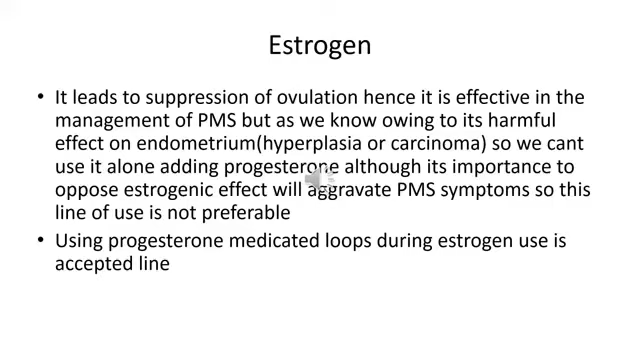 Estrogen
• It leads to suppression of ovulation hence it is effective in the
management of PMS but as we know owing to its harmful
effect on endometrium(hyperplasia or carcinoma) so we cant
use it alone adding progesterone although its importance to
oppose estrogenic effect will aggravate PMS symptoms so this
line of use is not preferable
• Using progesterone medicated loops during estrogen use is
accepted line